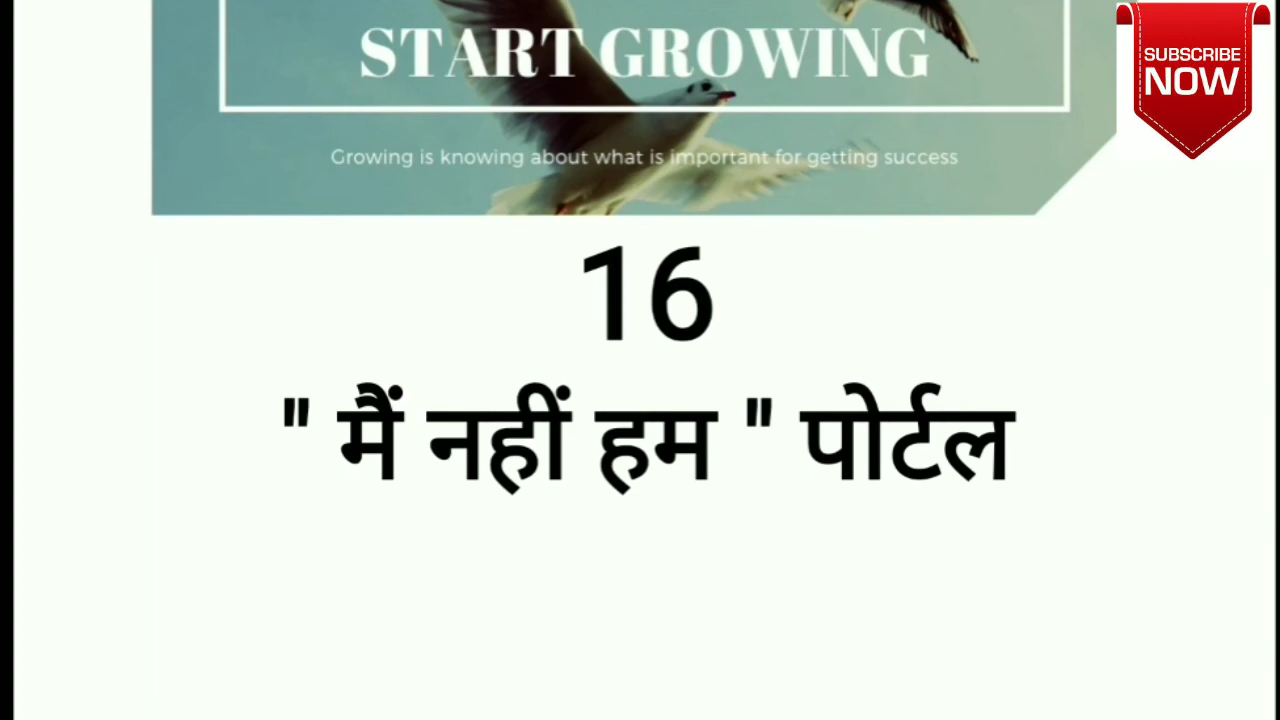 START GROWING
SUBSCRIBE
NOW
Growing is knowing about what is important for getting success
16
" मैं नहीं हम " पोर्टल